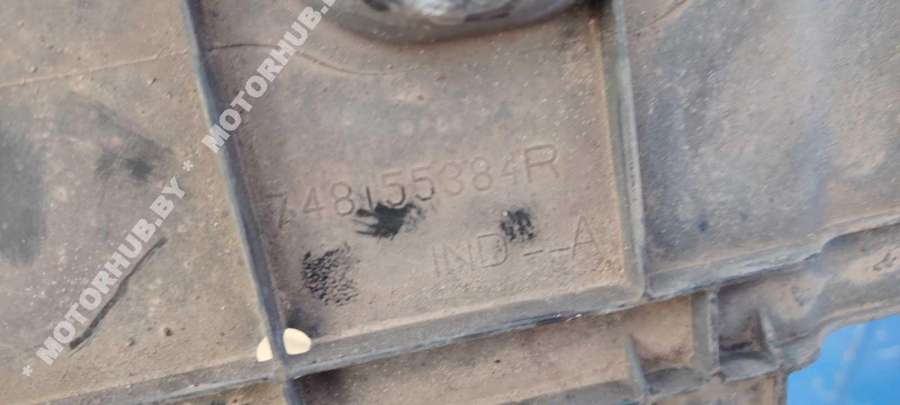 748155384R
IND - - A
* MOTORHUB.BY * MOTORHUB.BY *